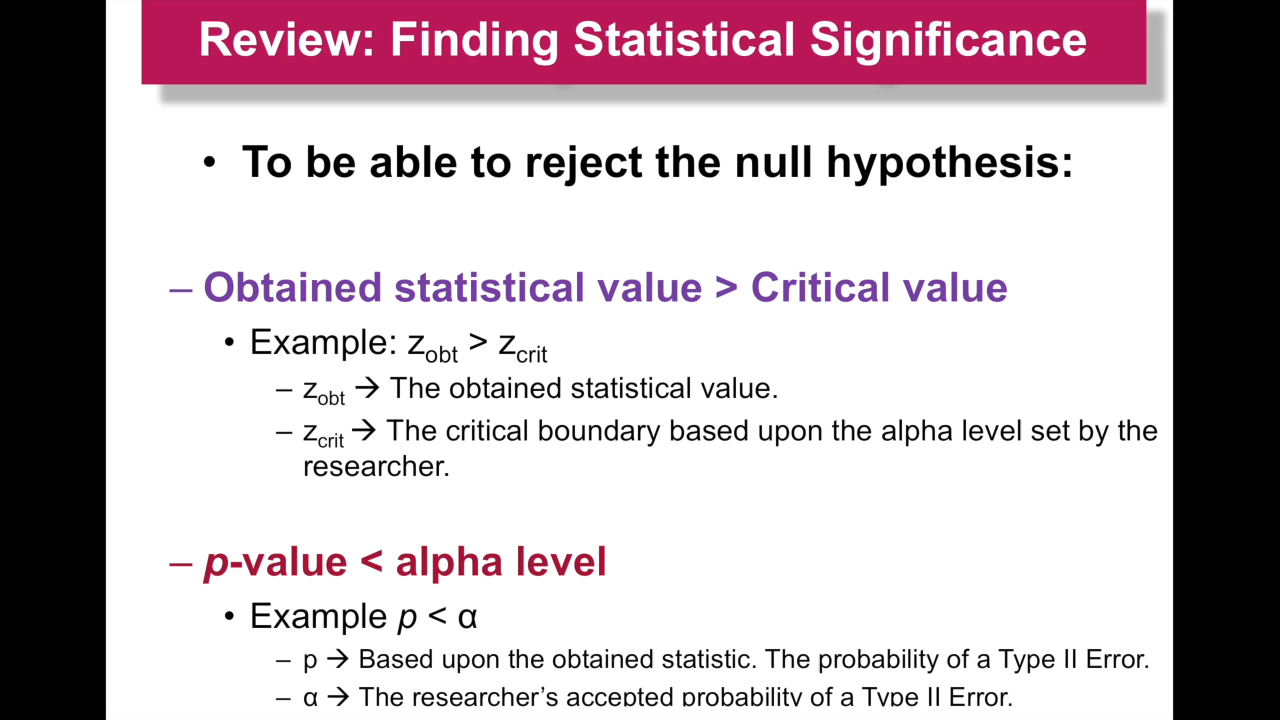 Review: Finding Statistical Significance
• To be able to reject the null hypothesis:
– Obtained statistical value > Critical value
• Example: zobt > zcrit
– zobt → The obtained statistical value.
– zcrit → The critical boundary based upon the alpha level set by the
researcher.
– p-value < alpha level
• Example p < α
– p → Based upon the obtained statistic. The probability of a Type II Error.
– α → The researcher's accepted probability of a Type II Error.